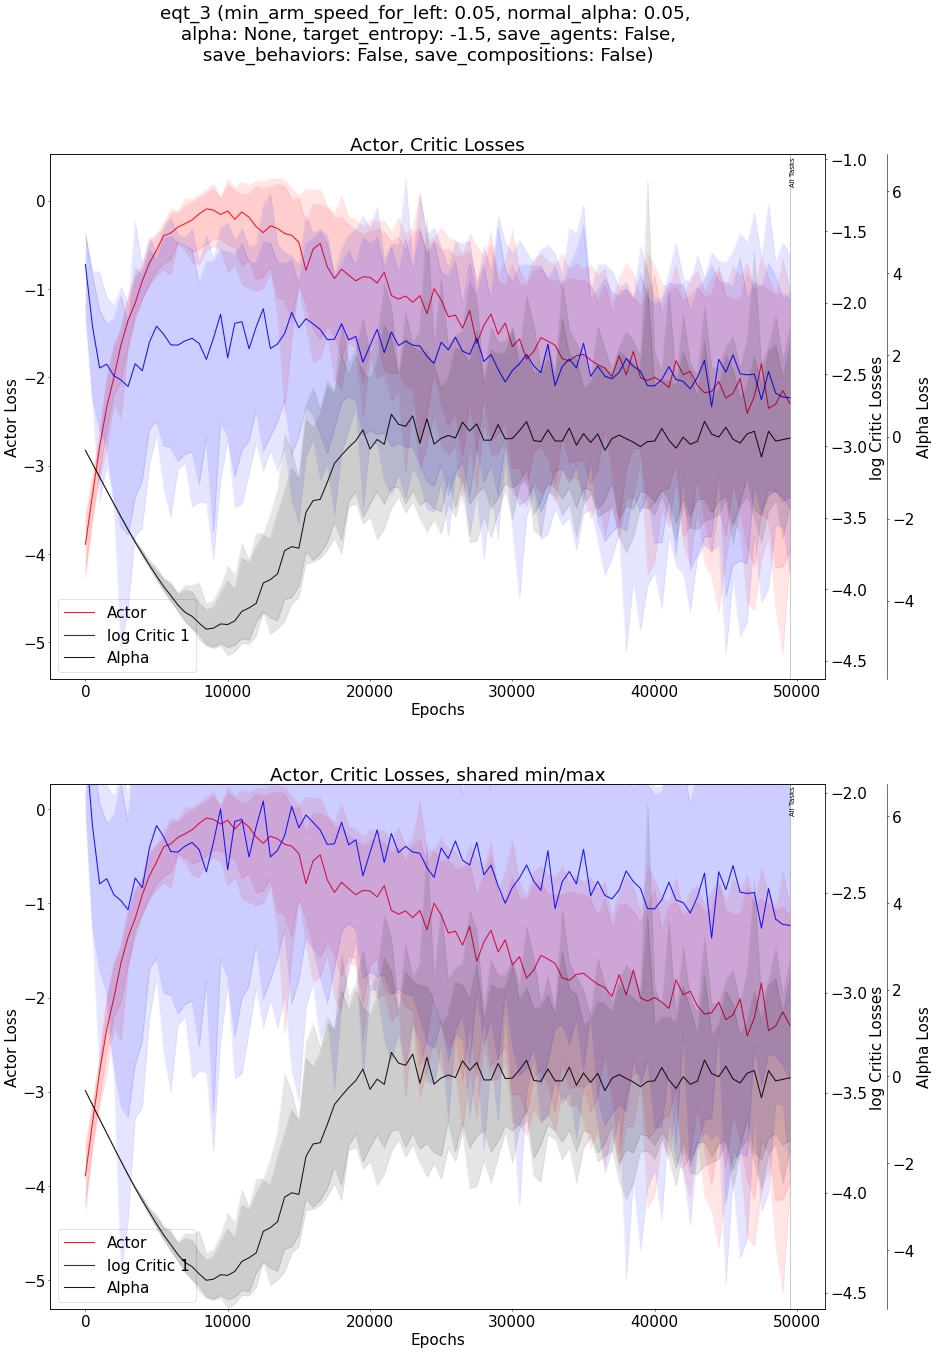 eqt_3 (min_arm_speed_for_left: 0.05, normal_alpha: 0.05,
alpha: None, target_entropy: -1.5, save_agents: False,
save_behaviors: False, save_compositions: False)
Actor, Critic Losses
All Tasks
0
−1
−2
−3
−4
−5
Actor Loss
−1.0
−1.5
−2.0
−2.5
−3.0
−3.5
−4.0
−4.5
log Critic Losses
6
4
2
0
−2
−4
Alpha Loss
Actor
log Critic 1
Alpha
0 10000 20000 30000 40000 50000
Epochs
Actor, Critic Losses, shared min/max
All Tasks
0
−1
−2
−3
−4
−5
Actor Loss
−2.0
−2.5
−3.0
−3.5
−4.0
−4.5
log Critic Losses
6
4
2
0
−2
−4
Alpha Loss
Actor
log Critic 1
Alpha
0 10000 20000 30000 40000 50000
Epochs